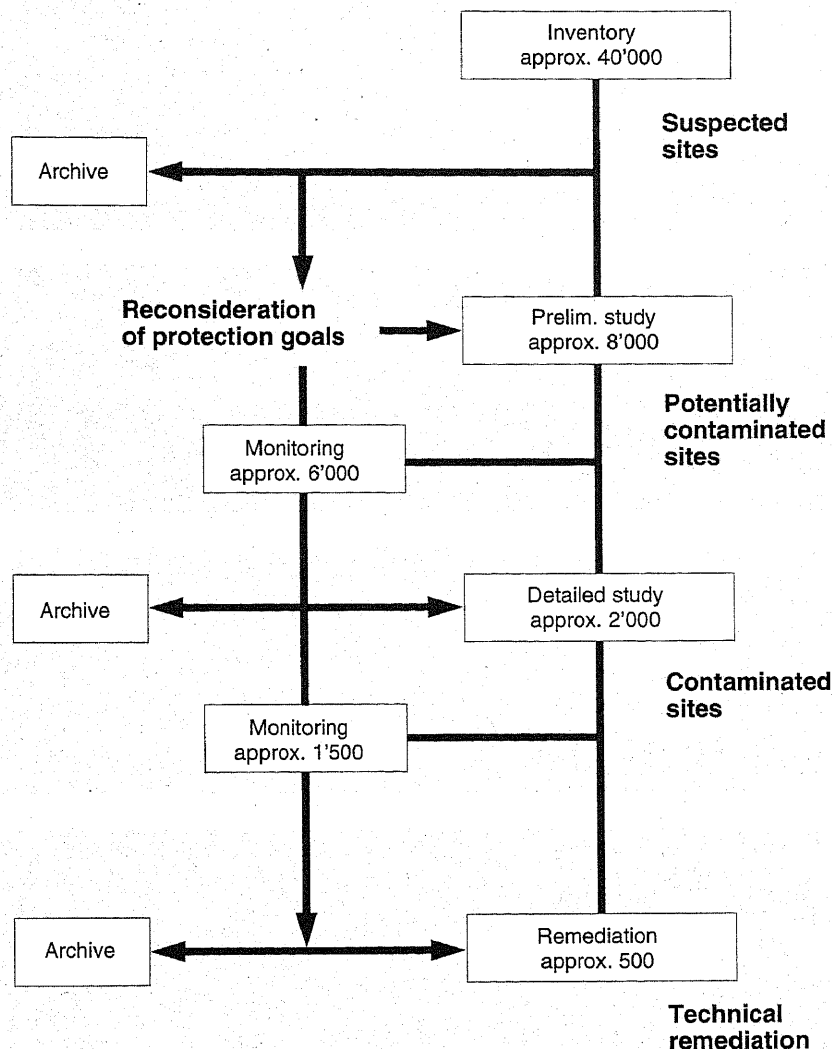 Inventory
approx. 40'000
Suspected
sites
Archive
Reconsideration
of protection goals
Prelim. study
approx. 8'000
Potentially
contaminated
sites
Monitoring
approx. 6'000
Archive
Detailed study
approx. 2'000
Contaminated
sites
Monitoring
approx. 1'500
Archive
Remediation
approx. 500
Technical
remediation